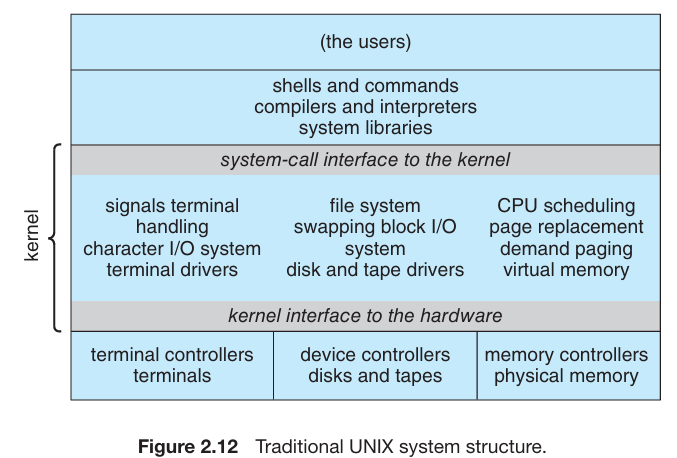 (the users)
shells and commands
compilers and interpreters
system libraries
system-call interface to the kernel
kernel
signals terminal
handling
character I/O system
terminal drivers
file system
swapping block I/O
system
disk and tape drivers
CPU scheduling
page replacement
demand paging
virtual memory
kernel interface to the hardware
terminal controllers
terminals
device controllers
disks and tapes
memory controllers
physical memory
Figure 2.12 Traditional UNIX system structure.